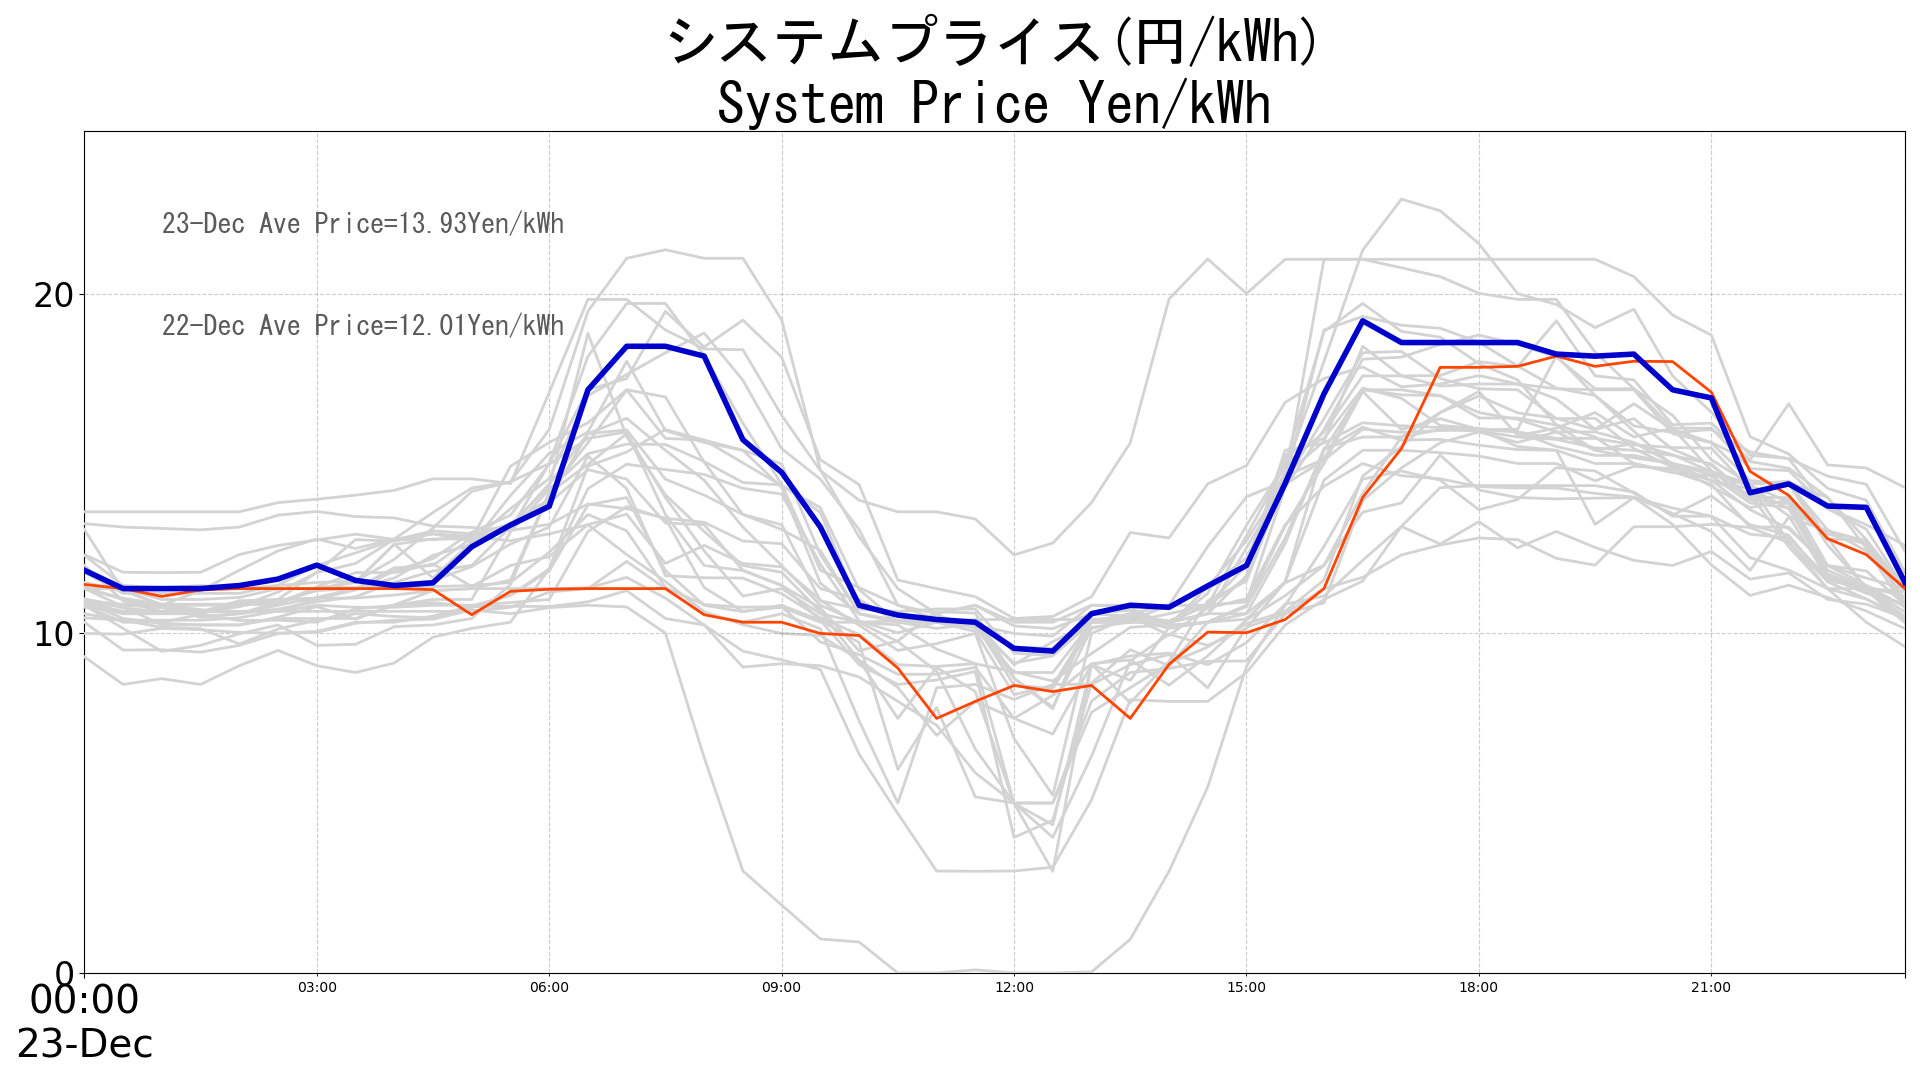 システムプライス(円/kWh)
System Price Yen/kWh
23-Dec Ave Price=13.93Yen/kWh
22-Dec Ave Price=12.01Yen/kWh
20
10
0
00:00 03:00 06:00 09:00 12:00 15:00 18:00 21:00
23-Dec